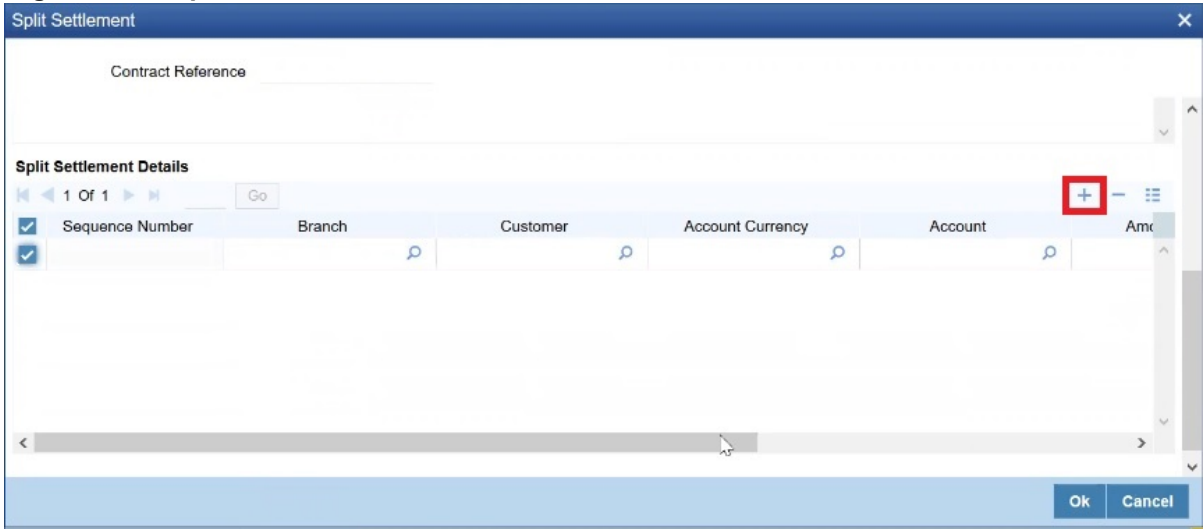 Split Settlement
Contract Reference
Split Settlement Details
1 Of 1 Go
Sequence Number Branch Customer Account Currency Account Amo
Ok Cancel